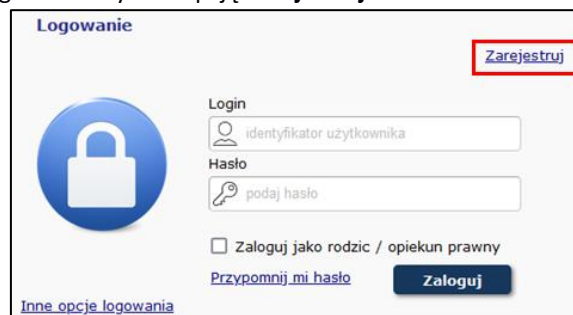 Logowanie
Zarejestruj
Login
identyfikator użytkownika
Hasło
podaj hasło
Zaloguj jako rodzic / opiekun prawny
Przypomnij mi hasło
Zaloguj
Inne opcje logowania